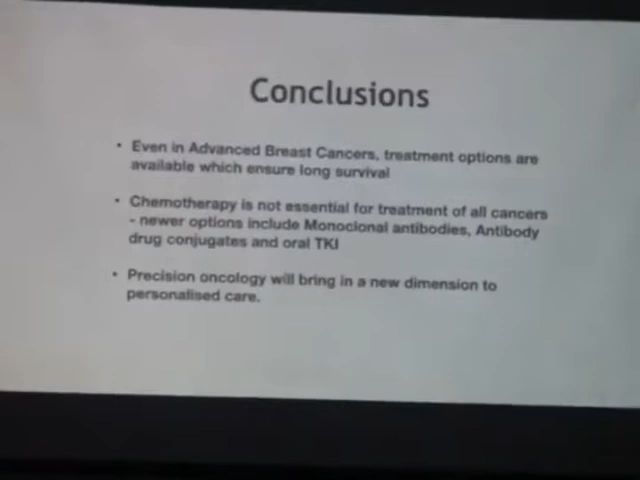 Conclusions
• Even in Advanced Breast Cancers, treatment options are
available which ensure long survival
• Chemotherapy is not essential for treatment of all cancers
- newer options include Monoclonal antibodies, Antibody
drug conjugates and oral TKI
• Precision oncology will bring in a new dimension to
personalised care.